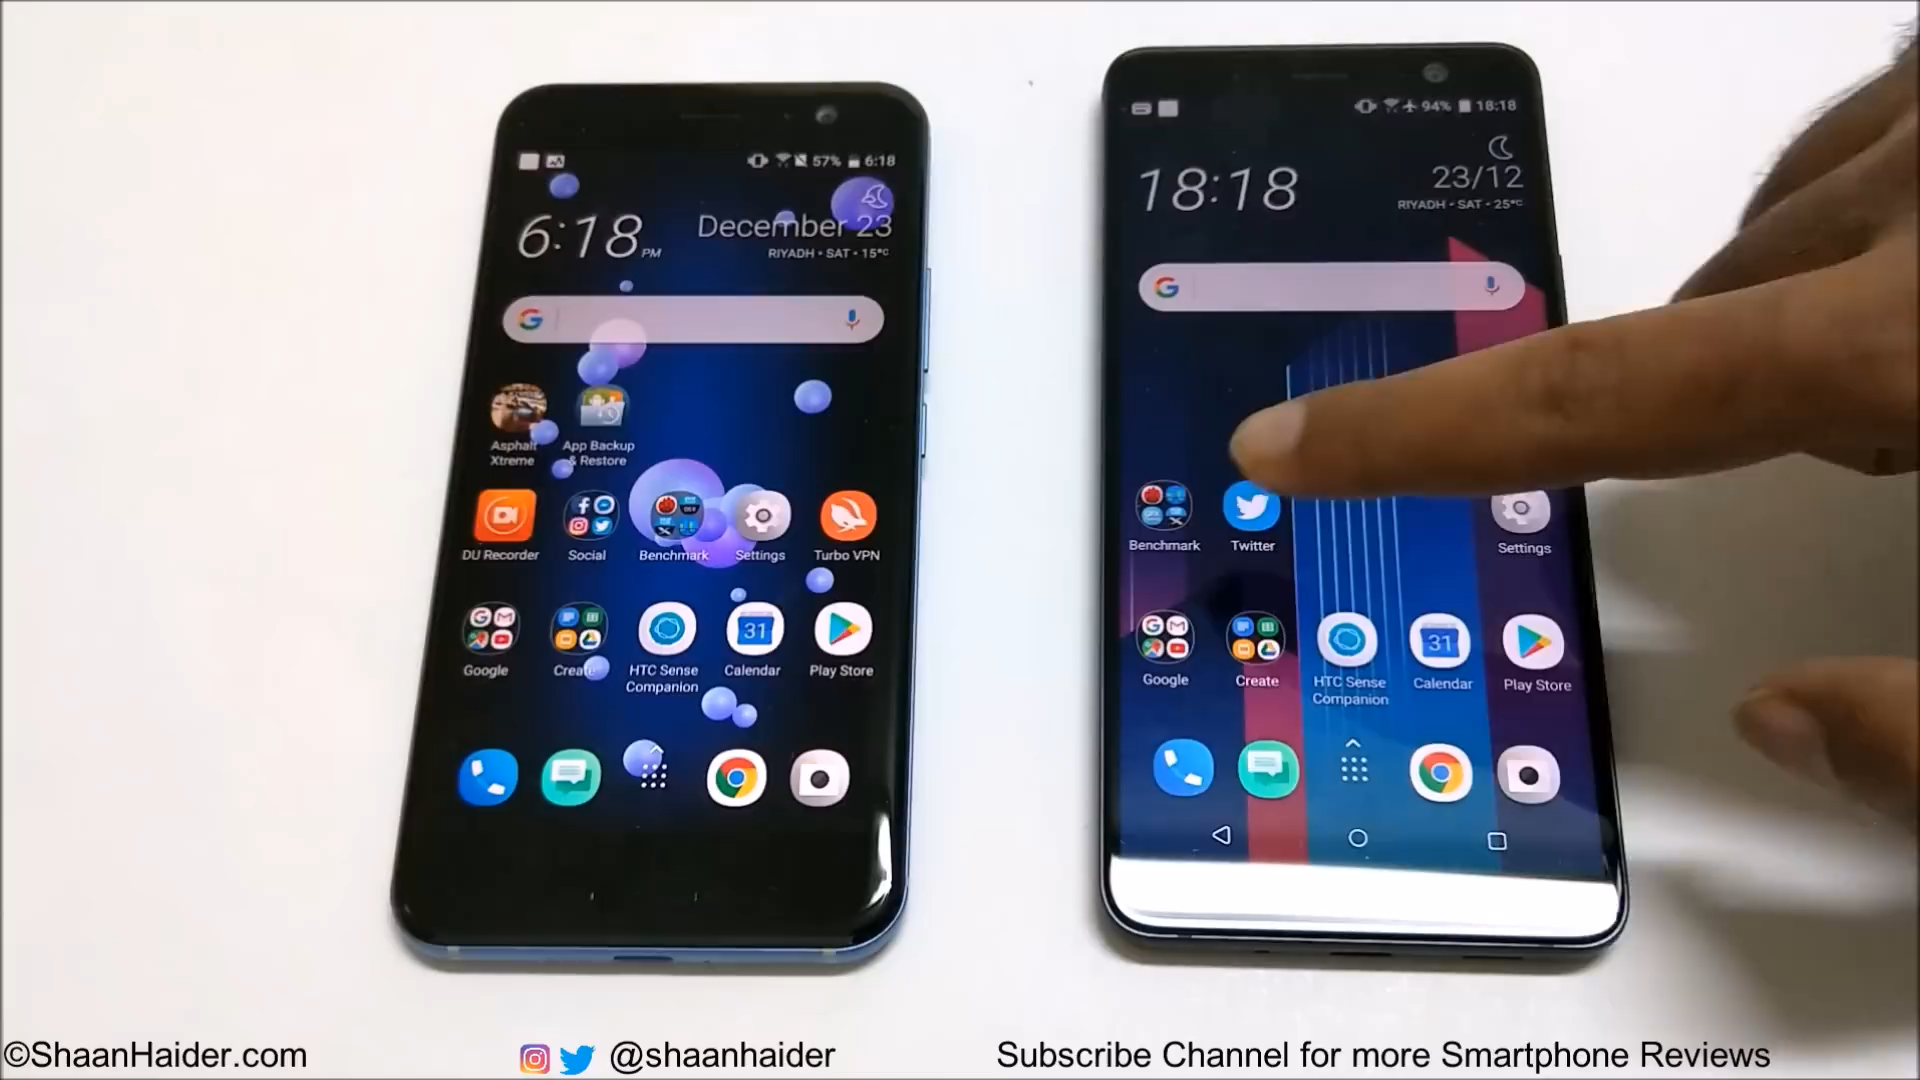 57% 6:18
6:18 PM
December 23
RIYADH • SAT • 15°C
Asphalt Xtreme
App Backup & Restore
DU Recorder
Social
Benchmark
Settings
Turbo VPN
Google
Create
HTC Sense Companion
31
Calendar
Play Store
94% 18:18
18:18
23/12
RIYADH • SAT • 25°C
Benchmark
Twitter
Settings
Google
Create
HTC Sense Companion
31
Calendar
Play Store
©ShaanHaider.com
@shaanhaider
Subscribe Channel for more Smartphone Reviews